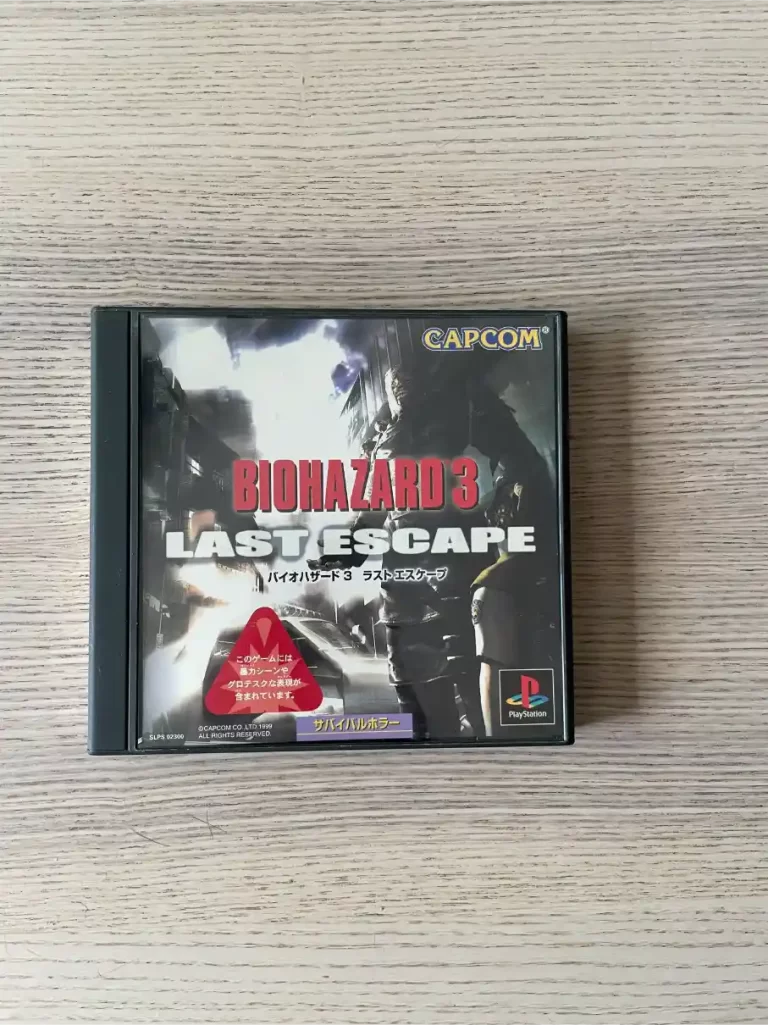 CAPCOM®
BIOHAZARD 3
LAST ESCAPE
バイオハザード3 ラスト エスケープ
このゲームには
暴力シーンや
グロテスクな表現が
含まれています。
PlayStation
サバイバルホラー
©CAPCOM CO.,LTD.1999
ALL RIGHTS RESERVED.
SLPS 02300